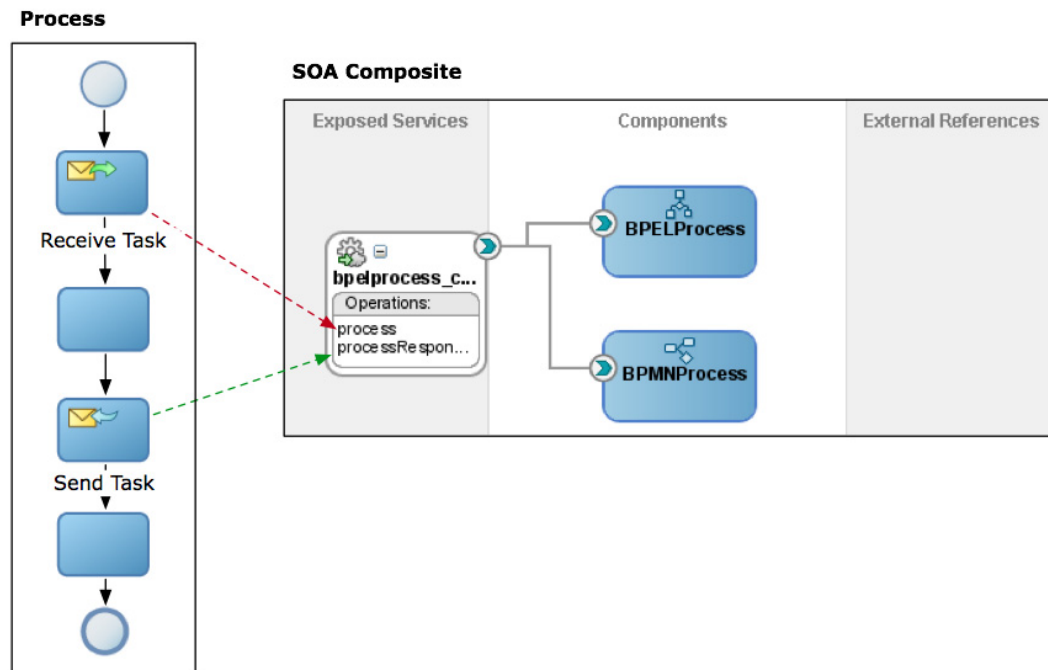 Process
Receive Task
Send Task
SOA Composite
Exposed Services
Components
External References
bpelprocess_c...
Operations:
process
processRespon...
BPELProcess
BPMNProcess